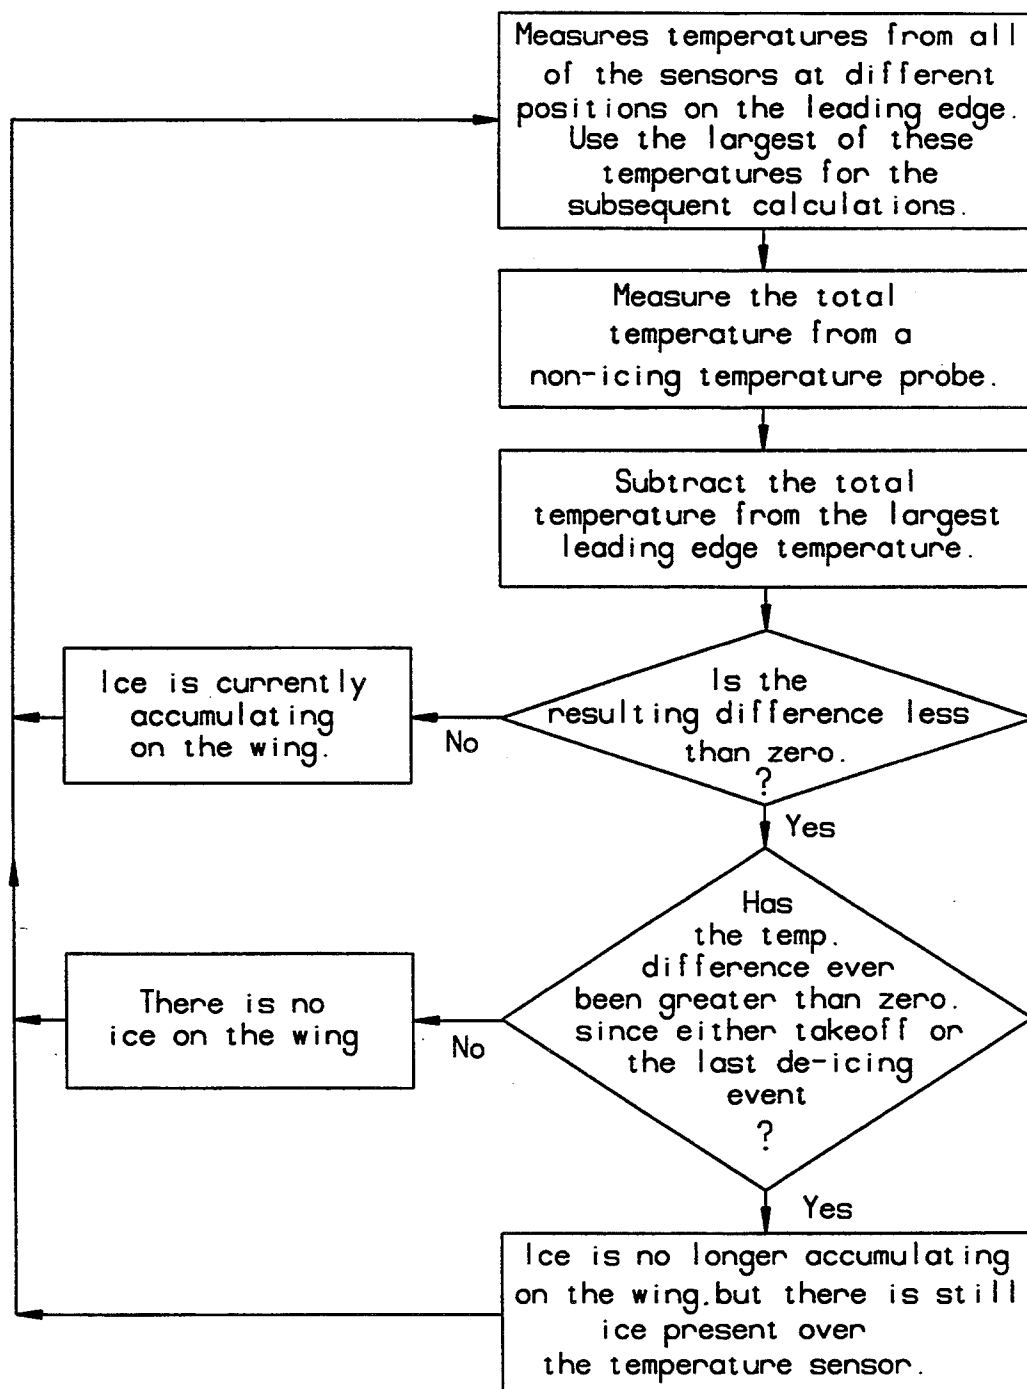 Measures temperatures from all
of the sensors at different
positions on the leading edge.
Use the largest of these
temperatures for the
subsequent calculations.
Measure the total
temperature from a
non-icing temperature probe.
Subtract the total
temperature from the largest
leading edge temperature.
Is the
resulting difference less
than zero.
?
No
Ice is currently
accumulating
on the wing.
Yes
Has
the temp.
difference ever
been greater than zero.
since either takeoff or
the last de-icing
event
?
No
There is no
ice on the wing
Yes
Ice is no longer accumulating
on the wing.but there is still
ice present over
the temperature sensor.